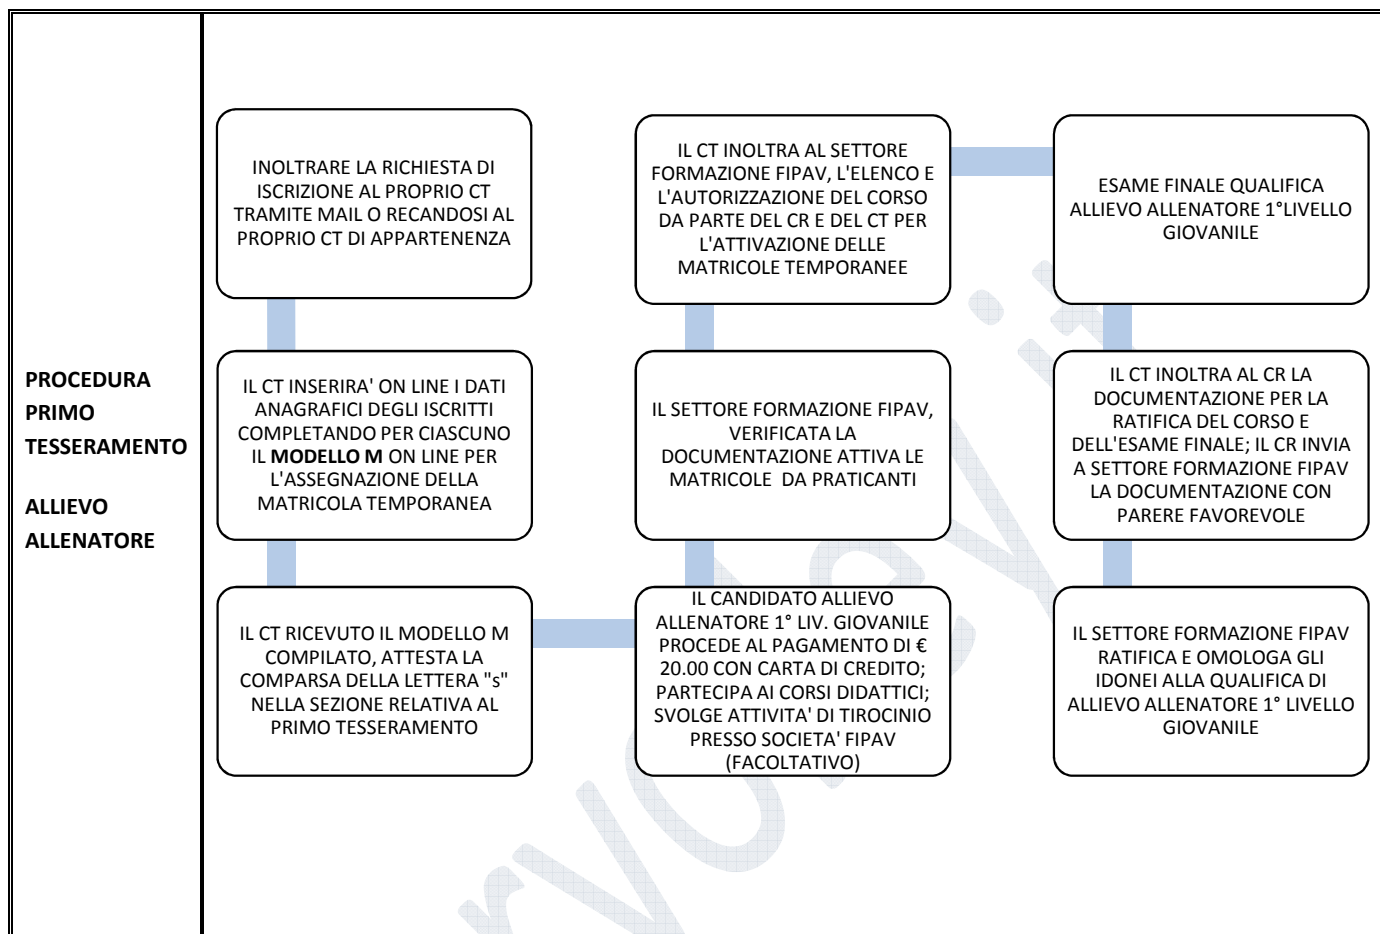 PROCEDURA
PRIMO
TESSERAMENTO
ALLIEVO
ALLENATORE
INOLTRARE LA RICHIESTA DI
ISCRIZIONE AL PROPRIO CT
TRAMITE MAIL O RECANDOSI AL
PROPRIO CT DI APPARTENENZA
IL CT INSERIRA' ON LINE I DATI
ANAGRAFICI DEGLI ISCRITTI
COMPLETANDO PER CIASCUNO
IL MODELLO M ON LINE PER
L'ASSEGNAZIONE DELLA
MATRICOLA TEMPORANEA
IL CT RICEVUTO IL MODELLO M
COMPILATO, ATTESTA LA
COMPARSA DELLA LETTERA "s"
NELLA SEZIONE RELATIVA AL
PRIMO TESSERAMENTO
IL CANDIDATO ALLIEVO
ALLENATORE 1° LIV. GIOVANILE
PROCEDE AL PAGAMENTO DI €
20.00 CON CARTA DI CREDITO;
PARTECIPA AI CORSI DIDATTICI;
SVOLGE ATTIVITA' DI TIROCINIO
PRESSO SOCIETA' FIPAV
(FACOLTATIVO)
IL SETTORE FORMAZIONE FIPAV,
VERIFICATA LA
DOCUMENTAZIONE ATTIVA LE
MATRICOLE DA PRATICANTI
IL CT INOLTRA AL SETTORE
FORMAZIONE FIPAV, L'ELENCO E
L'AUTORIZZAZIONE DEL CORSO
DA PARTE DEL CR E DEL CT PER
L'ATTIVAZIONE DELLE
MATRICOLE TEMPORANEE
ESAME FINALE QUALIFICA
ALLIEVO ALLENATORE 1°LIVELLO
GIOVANILE
IL CT INOLTRA AL CR LA
DOCUMENTAZIONE PER LA
RATIFICA DEL CORSO E
DELL'ESAME FINALE; IL CR INVIA
A SETTORE FORMAZIONE FIPAV
LA DOCUMENTAZIONE CON
PARERE FAVOREVOLE
IL SETTORE FORMAZIONE FIPAV
RATIFICA E OMOLOGA GLI
IDONEI ALLA QUALIFICA DI
ALLIEVO ALLENATORE 1° LIVELLO
GIOVANILE